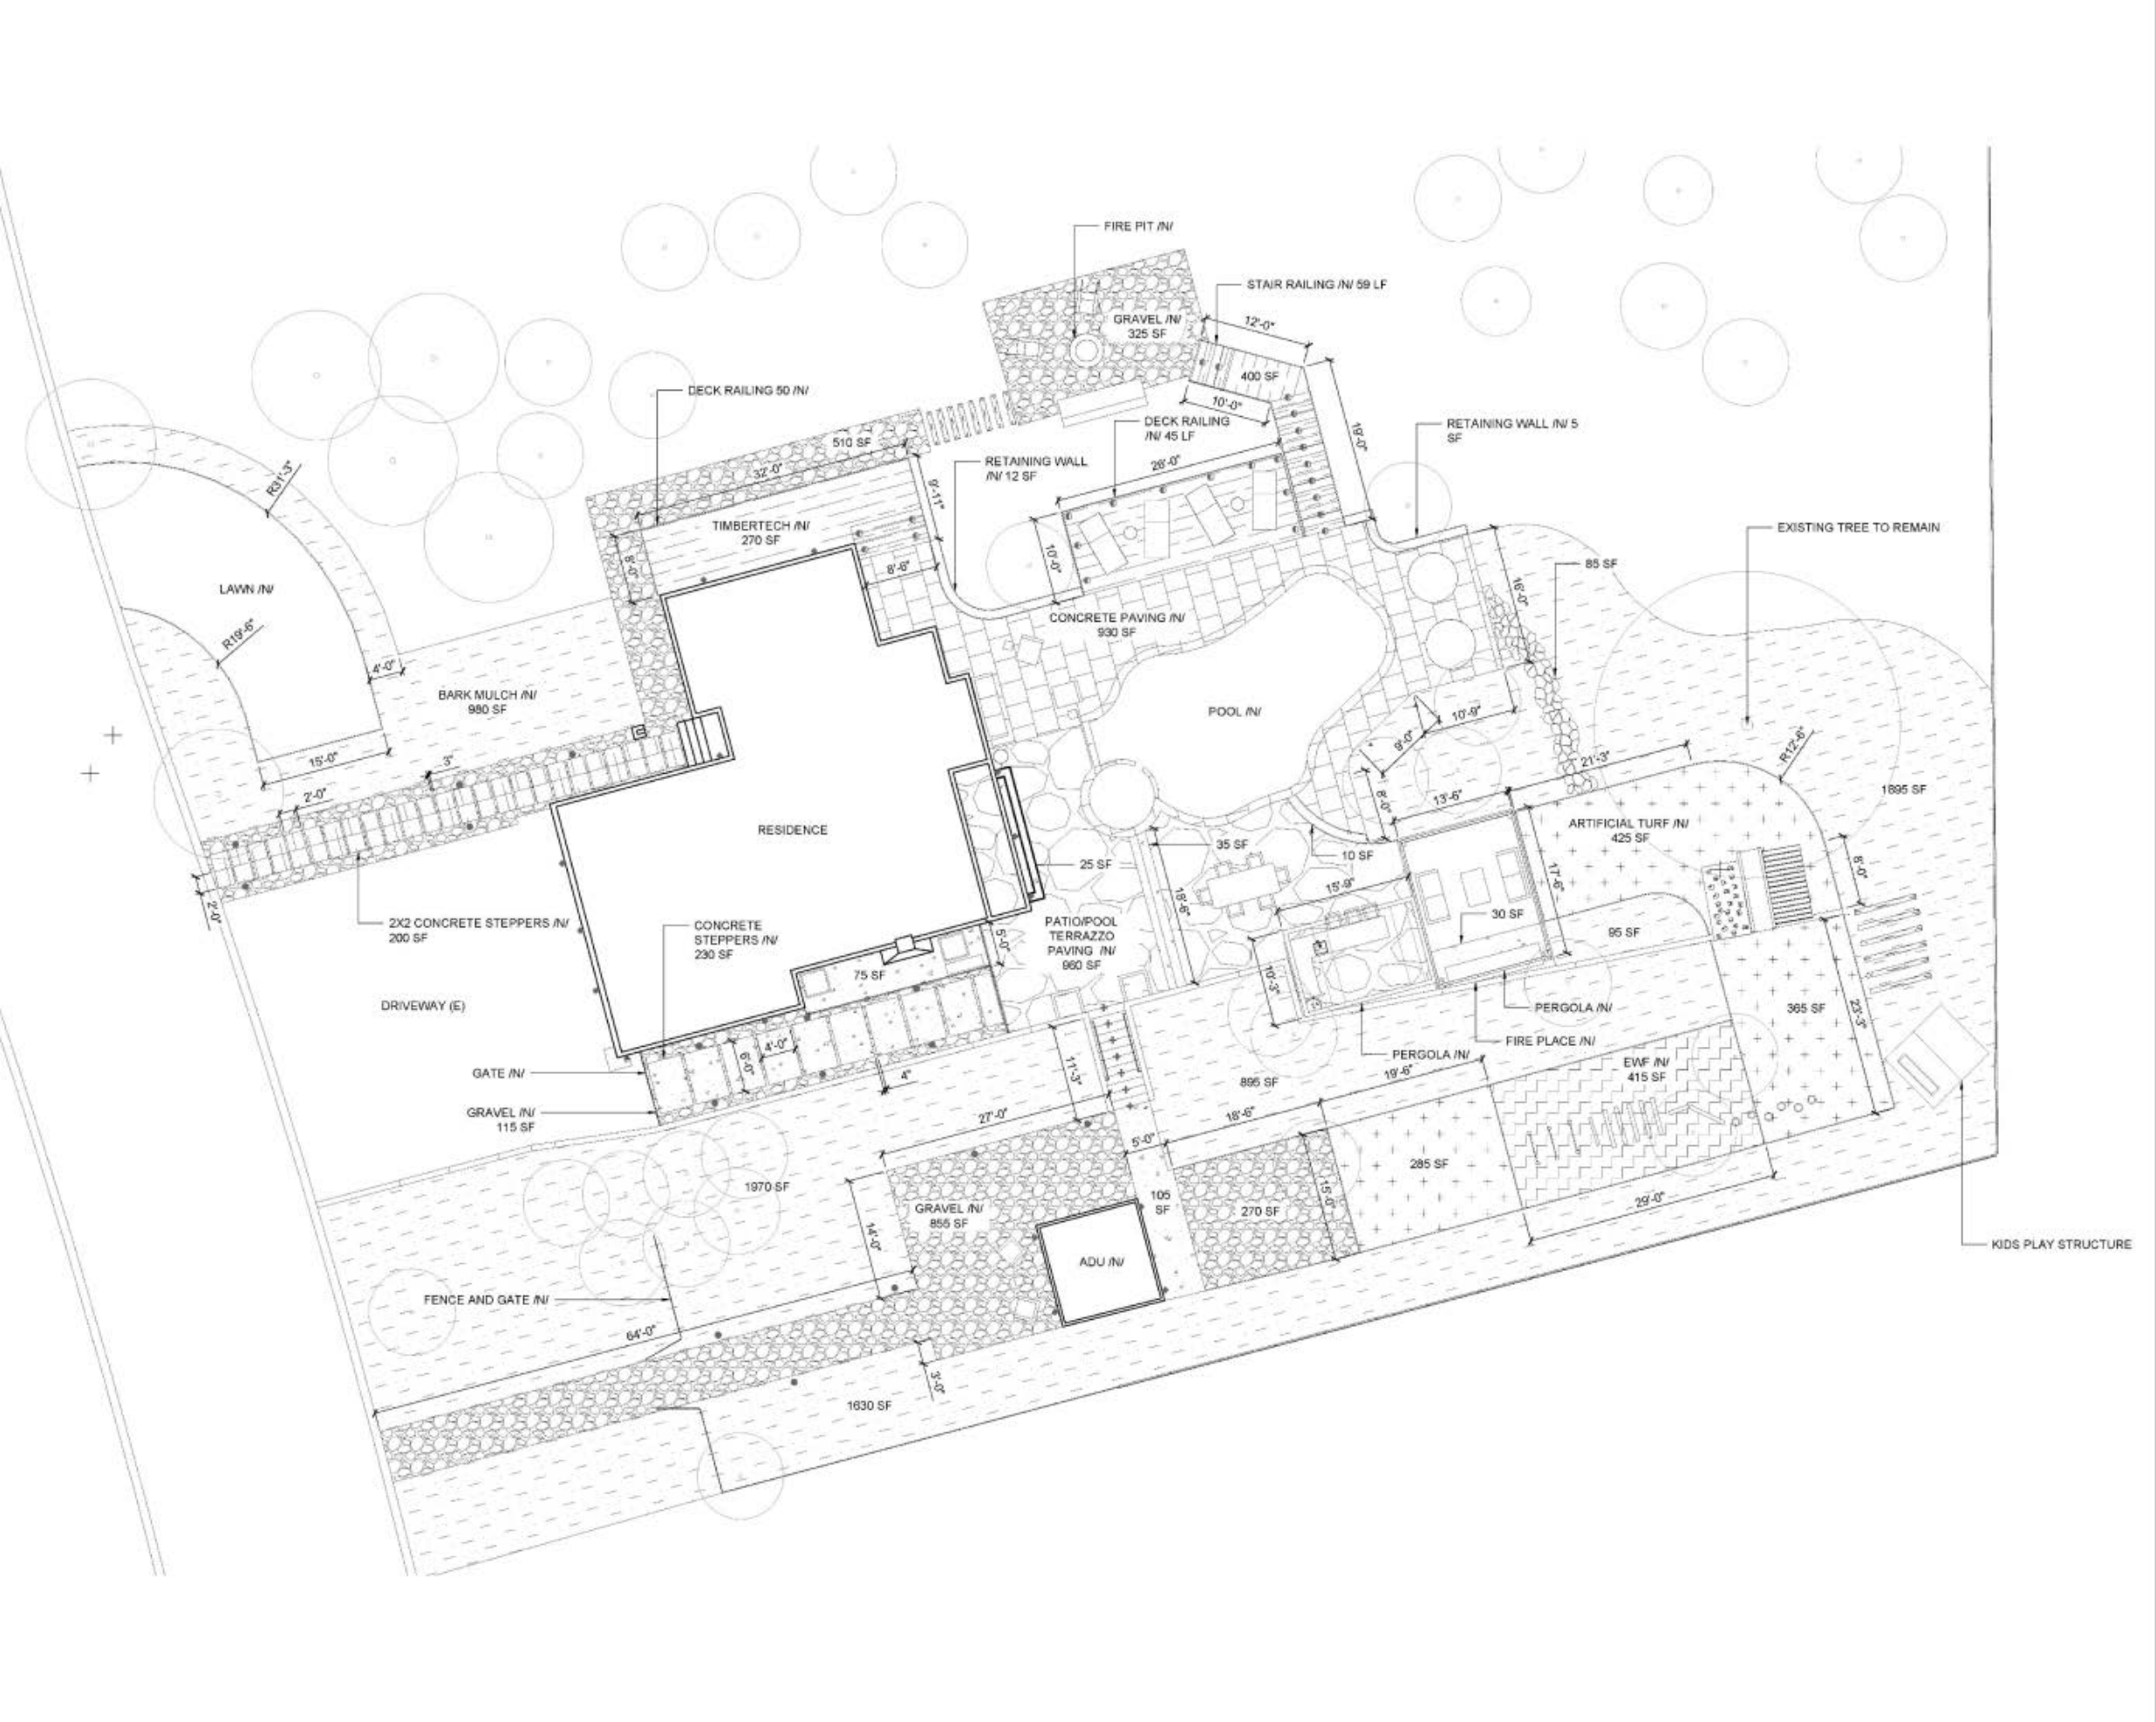 FIRE PIT /N/
STAIR RAILING /N/ 59 LF
GRAVEL /N/
325 SF
12'-0"
400 SF
10'-0"
DECK RAILING 50 /N/
DECK RAILING
/N/ 45 LF
RETAINING WALL /N/ 5
SF
19'-0"
510 SF
32'-0"
RETAINING WALL
/N/ 12 SF
26'-0"
9'-11"
R31'-3"
TIMBERTECH /N/
270 SF
EXISTING TREE TO REMAIN
8'-0"
8'-6"
10'-0"
85 SF
16'-0"
LAWN /N/
R19'-6"
CONCRETE PAVING /N/
930 SF
4'-0"
BARK MULCH /N/
980 SF
POOL /N/
10'-9"
9'-0"
R12'-6"
15'-0"
3"
21'-3"
2'-0"
13'-6"
8'-0"
1895 SF
RESIDENCE
ARTIFICIAL TURF /N/
425 SF
35 SF
10 SF
25 SF
8'-0"
15'-9"
17'-6"
18'-6"
2'-0"
2X2 CONCRETE STEPPERS /N/
200 SF
CONCRETE
STEPPERS /N/
230 SF
PATIO/POOL
TERRAZZO
PAVING /N/
960 SF
30 SF
95 SF
5'-0"
75 SF
10'-3"
DRIVEWAY (E)
PERGOLA /N/
365 SF
23'-3"
FIRE PLACE /N/
PERGOLA /N/
4'-0"
6'-0"
GATE /N/
4"
11'-3"
895 SF
19'-6"
EWF /N/
415 SF
GRAVEL /N/
115 SF
27'-0"
18'-6"
5'-0"
285 SF
1970 SF
105
SF
15'-0"
29'-0"
GRAVEL /N/
855 SF
270 SF
14'-0"
KIDS PLAY STRUCTURE
ADU /N/
FENCE AND GATE /N/
64'-0"
3'-0"
1630 SF